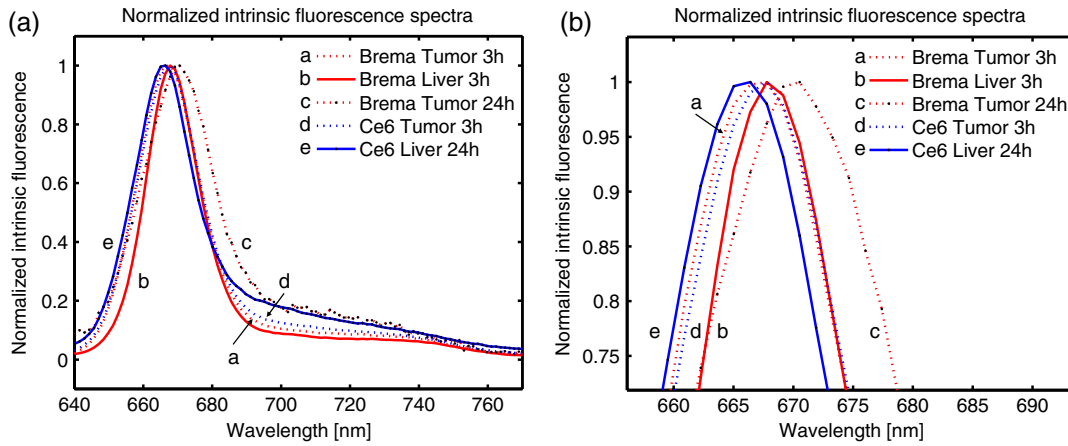 (a)
Normalized intrinsic fluorescence spectra
Normalized intrinsic fluorescence
1
0.8
0.6
0.4
0.2
0
a Brema Tumor 3h
b Brema Liver 3h
c Brema Tumor 24h
d Ce6 Tumor 3h
e Ce6 Liver 24h
e
c
b
d
a
640 660 680 700 720 740 760
Wavelength [nm]
(b)
Normalized intrinsic fluorescence spectra
Normalized intrinsic fluorescence
1
0.95
0.9
0.85
0.8
0.75
a Brema Tumor 3h
b Brema Liver 3h
c Brema Tumor 24h
d Ce6 Tumor 3h
e Ce6 Liver 24h
a
e d b c
660 665 670 675 680 685 690
Wavelength [nm]